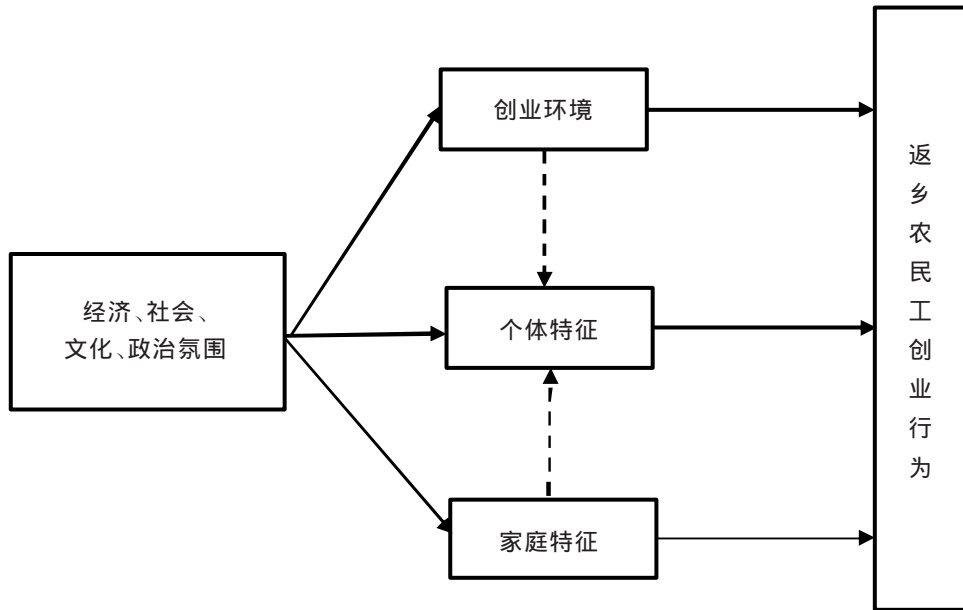 创业环境
经济、社会、
文化、政治氛围
个体特征
家庭特征
返乡农民工创业行为